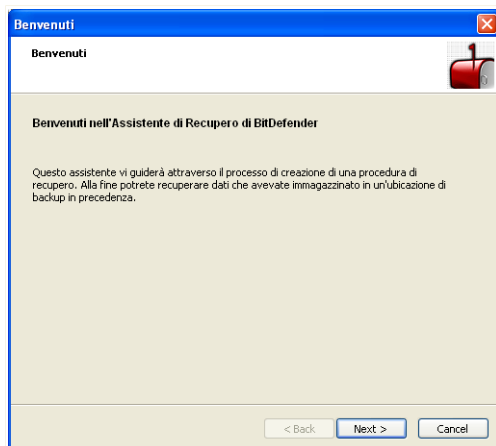 Benvenuti
Benvenuti
Benvenuti nell'Assistente di Recupero di BitDefender
Questo assistente vi guiderà attraverso il processo di creazione di una procedura di
recupero. Alla fine potrete recuperare dati che avevate immagazzinato in un'ubicazione di
backup in precedenza.
< Back Next > Cancel